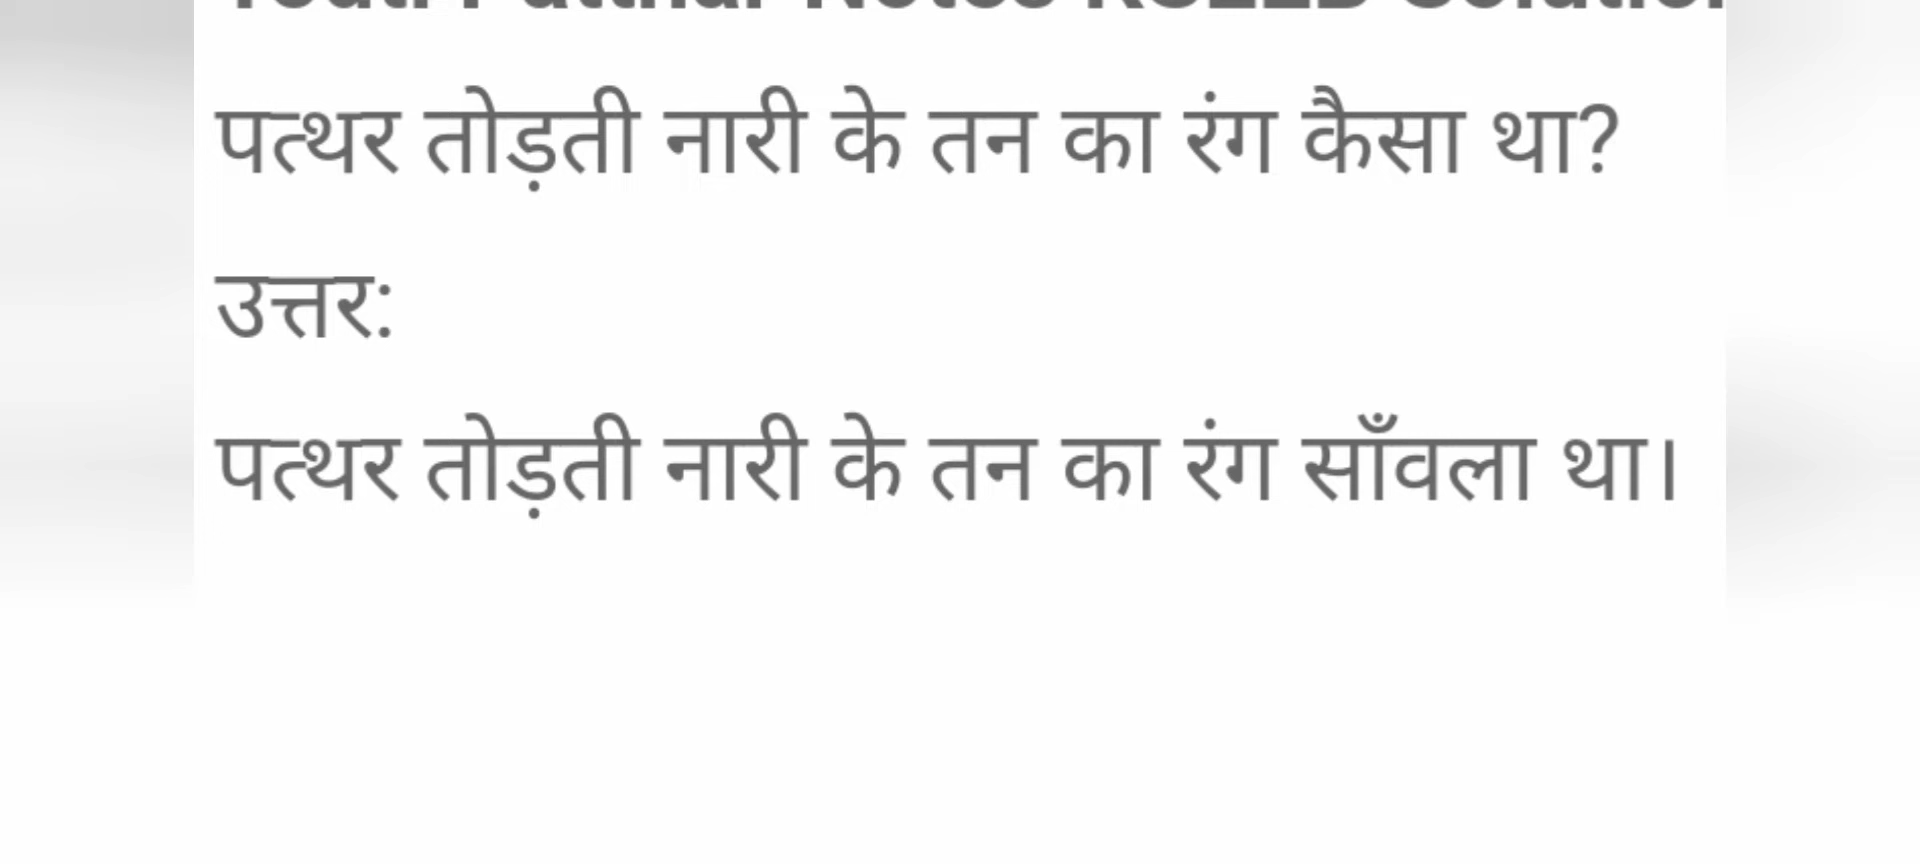 पत्थर तोड़ती नारी के तन का रंग कैसा था?
उत्तर:
पत्थर तोड़ती नारी के तन का रंग साँवला था।